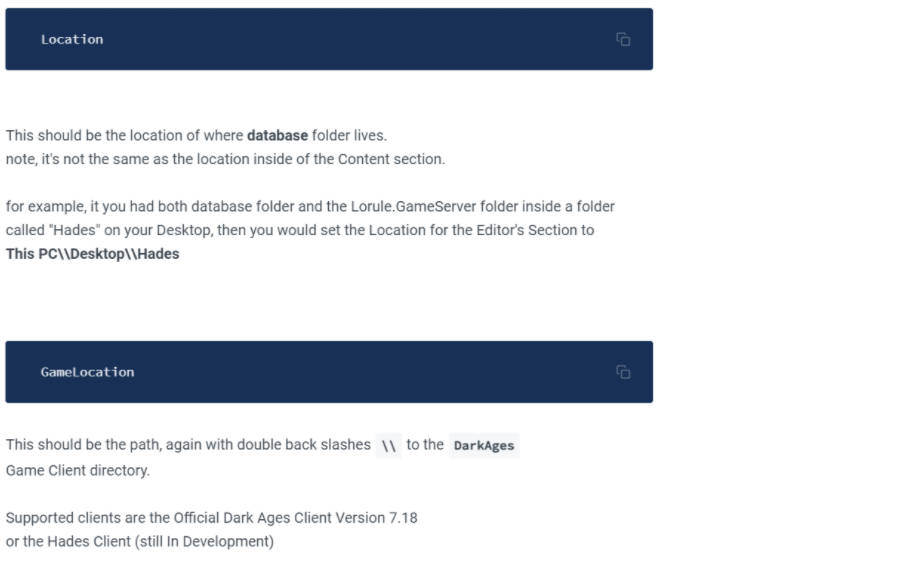 Location
This should be the location of where database folder lives.
note, it's not the same as the location inside of the Content section.
for example, it you had both database folder and the Lorule.GameServer folder inside a folder
called "Hades" on your Desktop, then you would set the Location for the Editor's Section to
This PC\\Desktop\\Hades
GameLocation
This should be the path, again with double back slashes \\ to the DarkAges
Game Client directory.
Supported clients are the Official Dark Ages Client Version 7.18
or the Hades Client (still In Development)